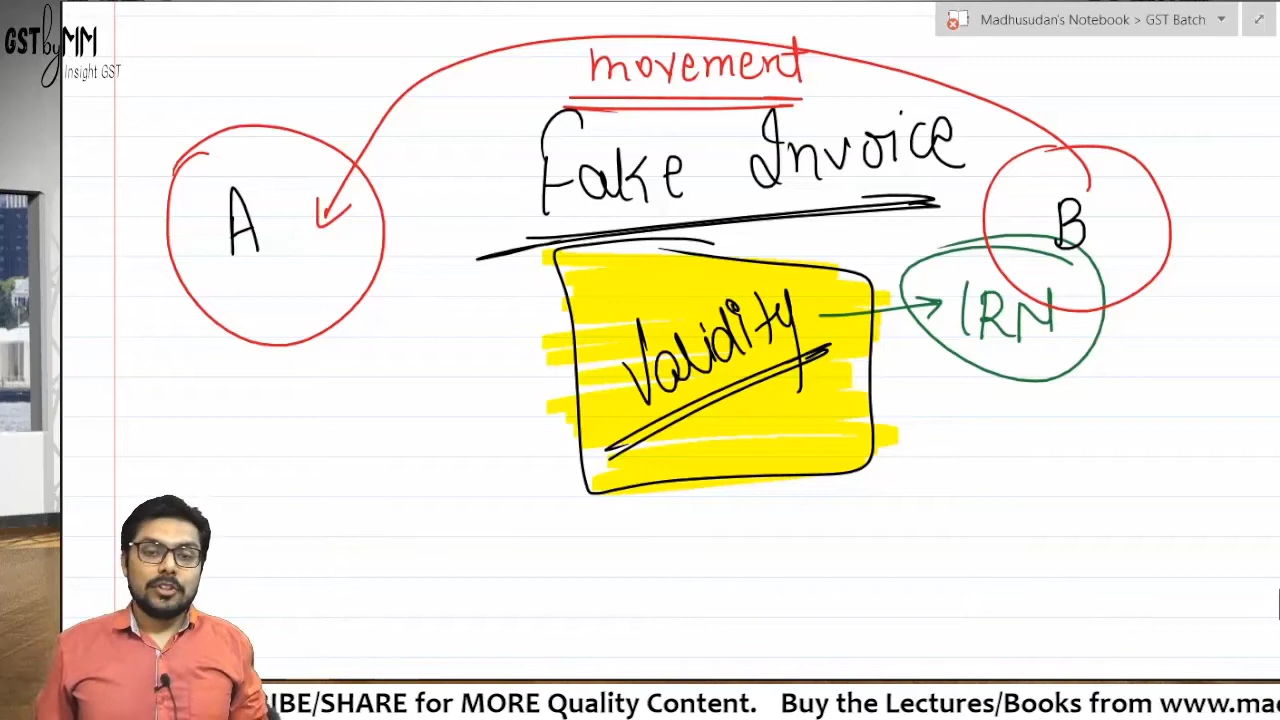 GST by MM
Insight GST
Madhusudan's Notebook > GST Batch
movement
Fake Invoice
A
B
Validity
IRN
IBE/SHARE for MORE Quality Content. Buy the Lectures/Books from www.ma